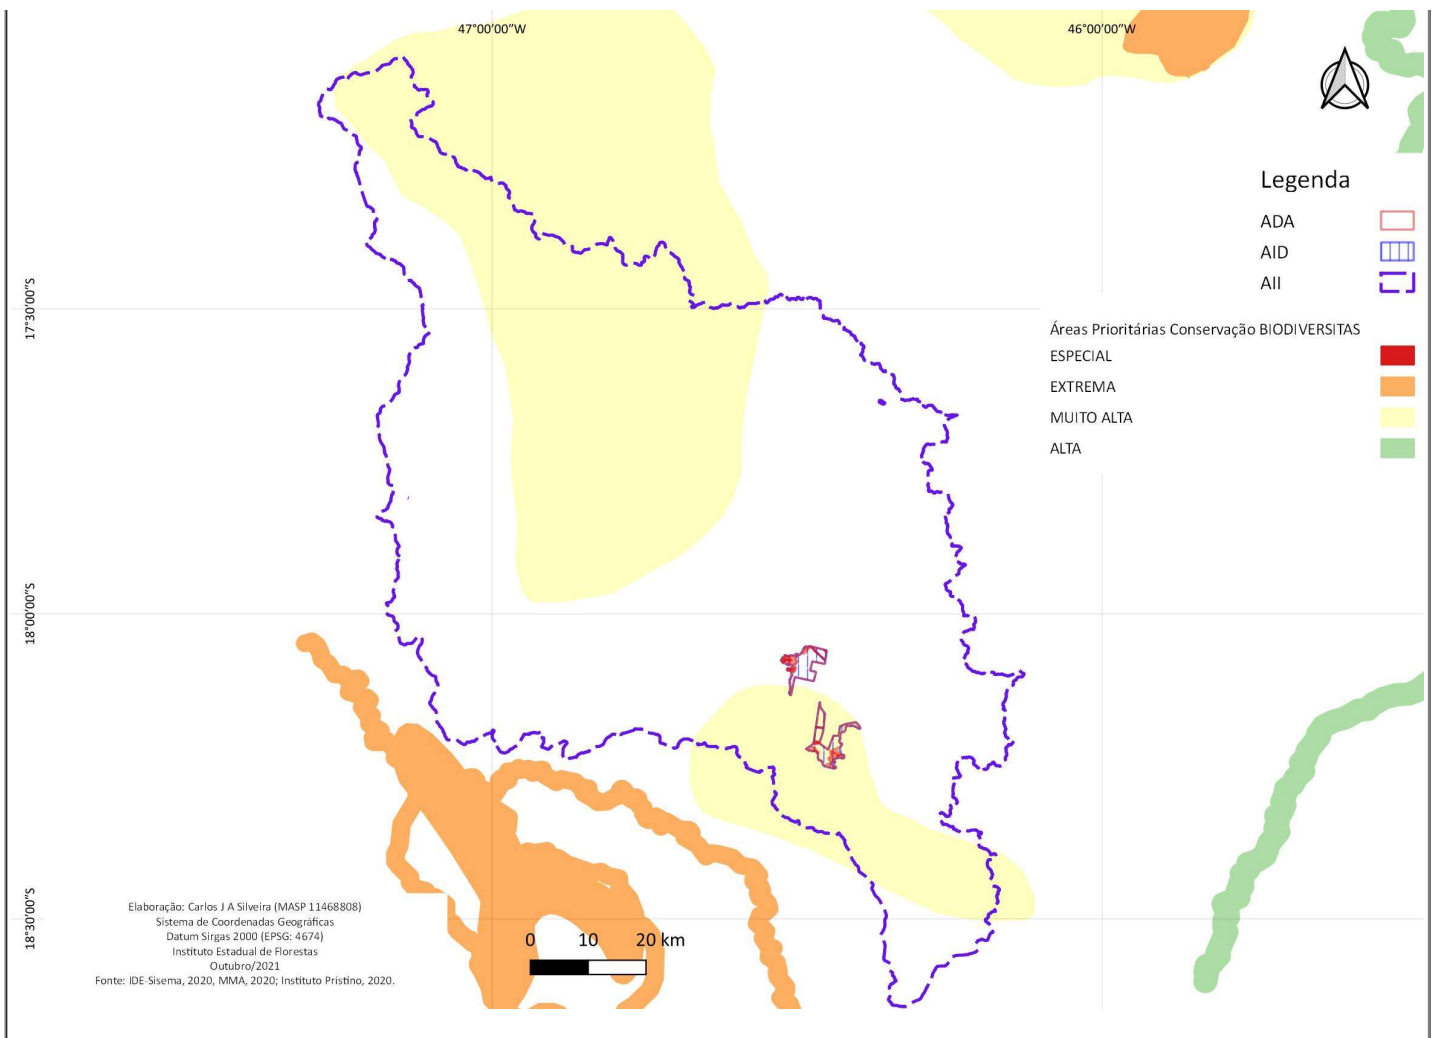 47°00′00″W
46°00′00″W
17°30′00″S
18°00′00″S
18°30′00″S
Legenda
ADA
AID
AII
Áreas Prioritárias Conservação BIODIVERSITAS
ESPECIAL
EXTREMA
MUITO ALTA
ALTA
Elaboração: Carlos J A Silveira (MASP 11468808)
Sistema de Coordenadas Geográficas
Datum Sirgas 2000 (EPSG: 4674)
Instituto Estadual de Florestas
Outubro/2021
Fonte: IDE-Sisema, 2020, MMA, 2020; Instituto Prístino, 2020.
0 10 20 km